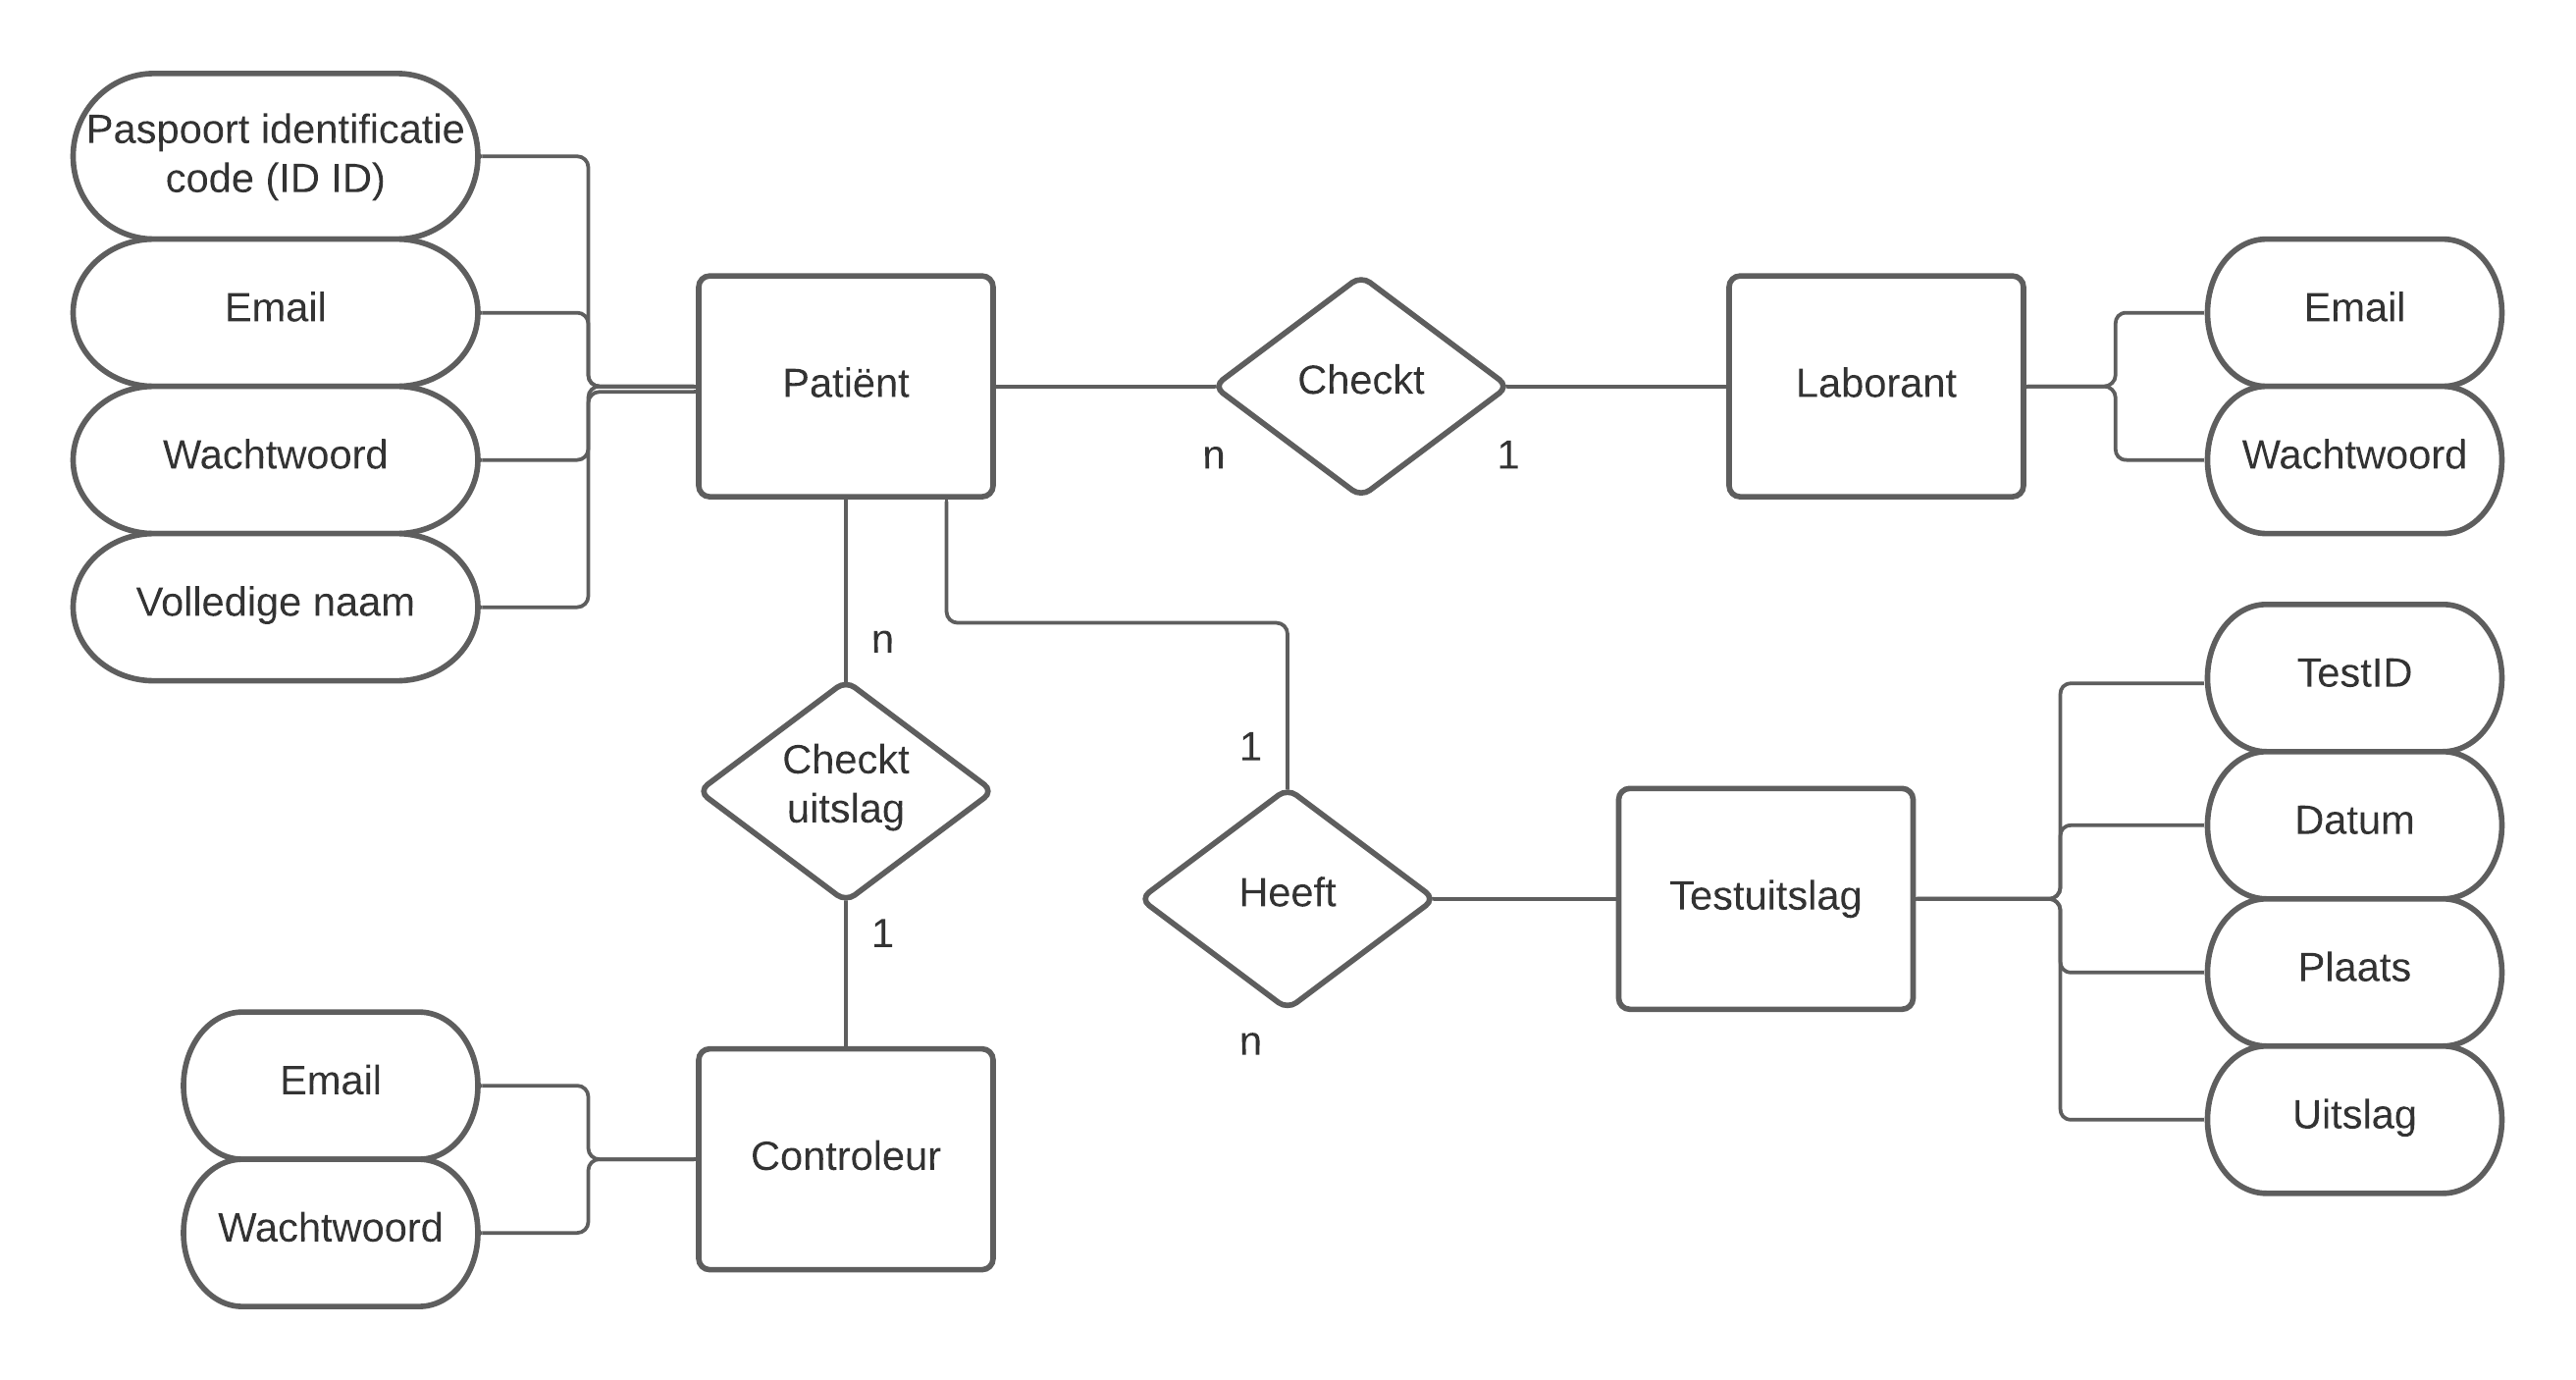 Paspoort identificatie
code (ID ID)
Email
Wachtwoord
Volledige naam
Patiënt
Checkt
n
1
Laborant
Email
Wachtwoord
n
Checkt
uitslag
1
1
Heeft
n
Testuitslag
TestID
Datum
Plaats
Uitslag
Email
Wachtwoord
Controleur